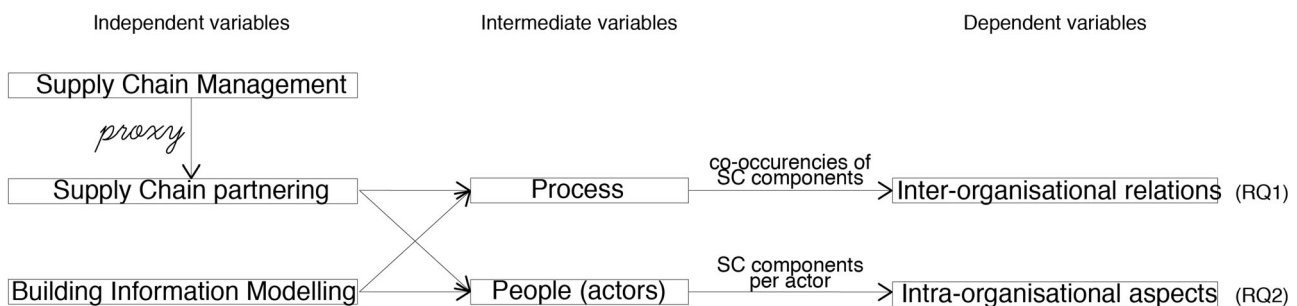 Independent variables
Intermediate variables
Dependent variables
Supply Chain Management
proxy
Supply Chain partnering
Process
co-occurencies of
SC components
Inter-organisational relations
(RQ1)
Building Information Modelling
People (actors)
SC components
per actor
Intra-organisational aspects
(RQ2)